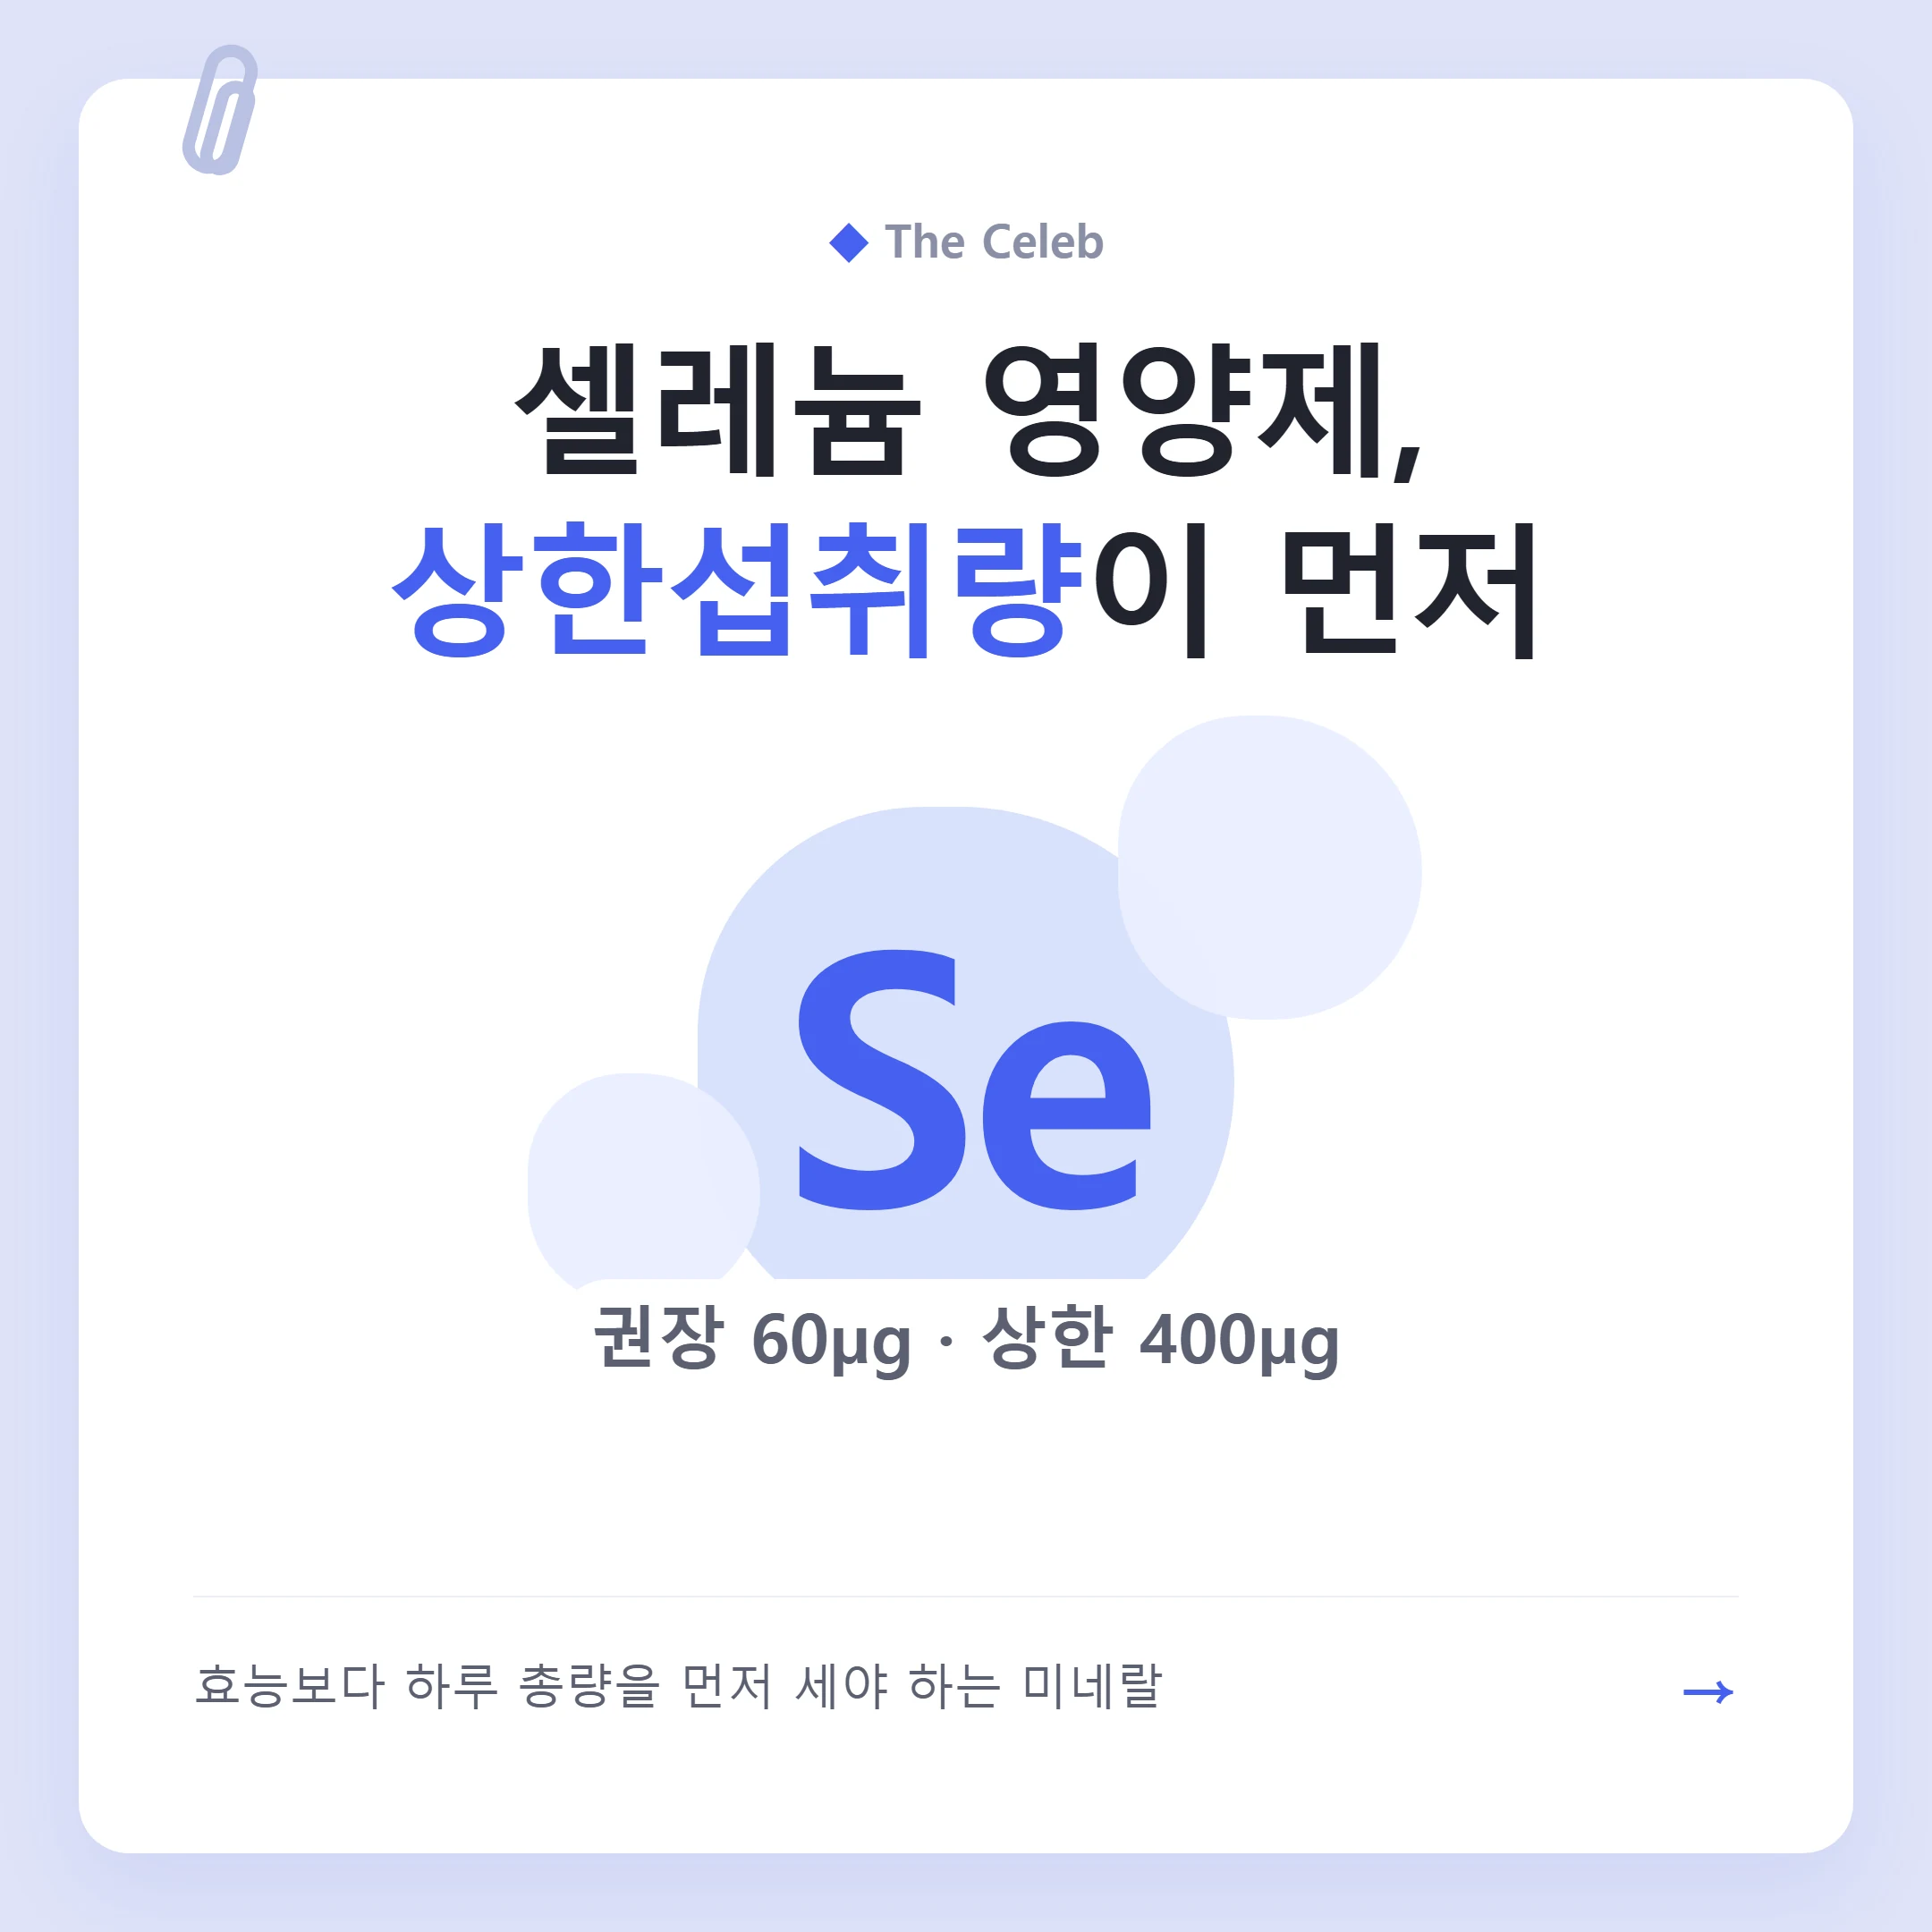 The Celeb
셀레늄 영양제,
상한섭취량이 먼저
Se
권장 60µg · 상한 400µg
효능보다 하루 총량을 먼저 세야 하는 미네랄 →